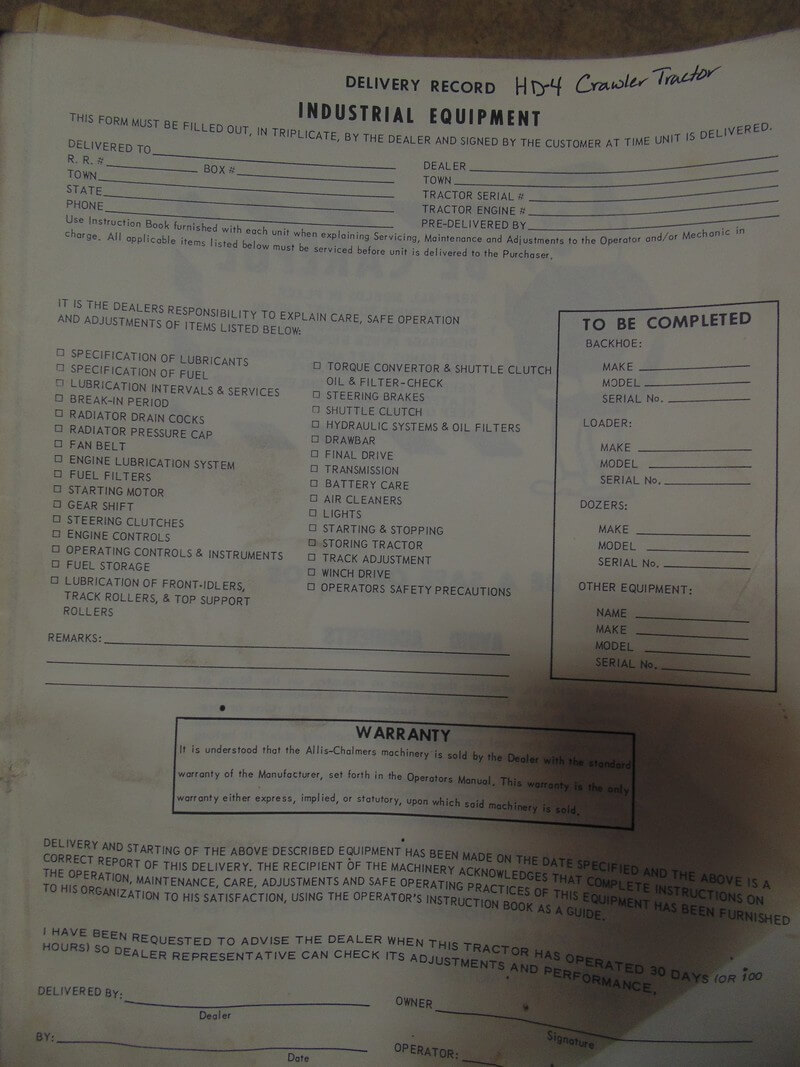 DELIVERY RECORD HD-4 Crawler Tractor
INDUSTRIAL EQUIPMENT
THIS FORM MUST BE FILLED OUT, IN TRIPLICATE, BY THE DEALER AND SIGNED BY THE CUSTOMER AT TIME UNIT IS DELIVERED.
DELIVERED TO
R. R. # BOX #
TOWN
STATE
PHONE
DEALER
TOWN
TRACTOR SERIAL #
TRACTOR ENGINE #
PRE-DELIVERED BY
Use Instruction Book furnished with each unit when explaining Servicing, Maintenance and Adjustments to the Operator and/or Mechanic in
charge. All applicable items listed below must be serviced before unit is delivered to the Purchaser.
IT IS THE DEALERS RESPONSIBILITY TO EXPLAIN CARE, SAFE OPERATION
AND ADJUSTMENTS OF ITEMS LISTED BELOW:
☐ SPECIFICATION OF LUBRICANTS
☐ SPECIFICATION OF FUEL
☐ LUBRICATION INTERVALS & SERVICES
☐ BREAK-IN PERIOD
☐ RADIATOR DRAIN COCKS
☐ RADIATOR PRESSURE CAP
☐ FAN BELT
☐ ENGINE LUBRICATION SYSTEM
☐ FUEL FILTERS
☐ STARTING MOTOR
☐ GEAR SHIFT
☐ STEERING CLUTCHES
☐ ENGINE CONTROLS
☐ OPERATING CONTROLS & INSTRUMENTS
☐ FUEL STORAGE
☐ LUBRICATION OF FRONT-IDLERS,
TRACK ROLLERS, & TOP SUPPORT
ROLLERS
☐ TORQUE CONVERTOR & SHUTTLE CLUTCH
OIL & FILTER-CHECK
☐ STEERING BRAKES
☐ SHUTTLE CLUTCH
☐ HYDRAULIC SYSTEMS & OIL FILTERS
☐ DRAWBAR
☐ FINAL DRIVE
☐ TRANSMISSION
☐ BATTERY CARE
☐ AIR CLEANERS
☐ LIGHTS
☐ STARTING & STOPPING
☐ STORING TRACTOR
☐ TRACK ADJUSTMENT
☐ WINCH DRIVE
☐ OPERATORS SAFETY PRECAUTIONS
TO BE COMPLETED
BACKHOE:
MAKE
MODEL
SERIAL No.
LOADER:
MAKE
MODEL
SERIAL No.
DOZERS:
MAKE
MODEL
SERIAL No.
OTHER EQUIPMENT:
NAME
MAKE
MODEL
SERIAL No.
REMARKS:
WARRANTY
It is understood that the Allis-Chalmers machinery is sold by the Dealer with the standard
warranty of the Manufacturer, set forth in the Operators Manual. This warranty is the only
warranty either express, implied, or statutory, upon which said machinery is sold.
DELIVERY AND STARTING OF THE ABOVE DESCRIBED EQUIPMENT HAS BEEN MADE ON THE DATE SPECIFIED AND THE ABOVE IS A
CORRECT REPORT OF THIS DELIVERY. THE RECIPIENT OF THE MACHINERY ACKNOWLEDGES THAT COMPLETE INSTRUCTIONS ON
THE OPERATION, MAINTENANCE, CARE, ADJUSTMENTS AND SAFE OPERATING PRACTICES OF THIS EQUIPMENT HAS BEEN FURNISHED
TO HIS ORGANIZATION TO HIS SATISFACTION, USING THE OPERATOR'S INSTRUCTION BOOK AS A GUIDE.
I HAVE BEEN REQUESTED TO ADVISE THE DEALER WHEN THIS TRACTOR HAS OPERATED 30 DAYS (OR 100
HOURS) SO DEALER REPRESENTATIVE CAN CHECK ITS ADJUSTMENTS AND PERFORMANCE.
DELIVERED BY:
Dealer
OWNER
Signature
BY:
Date
OPERATOR: